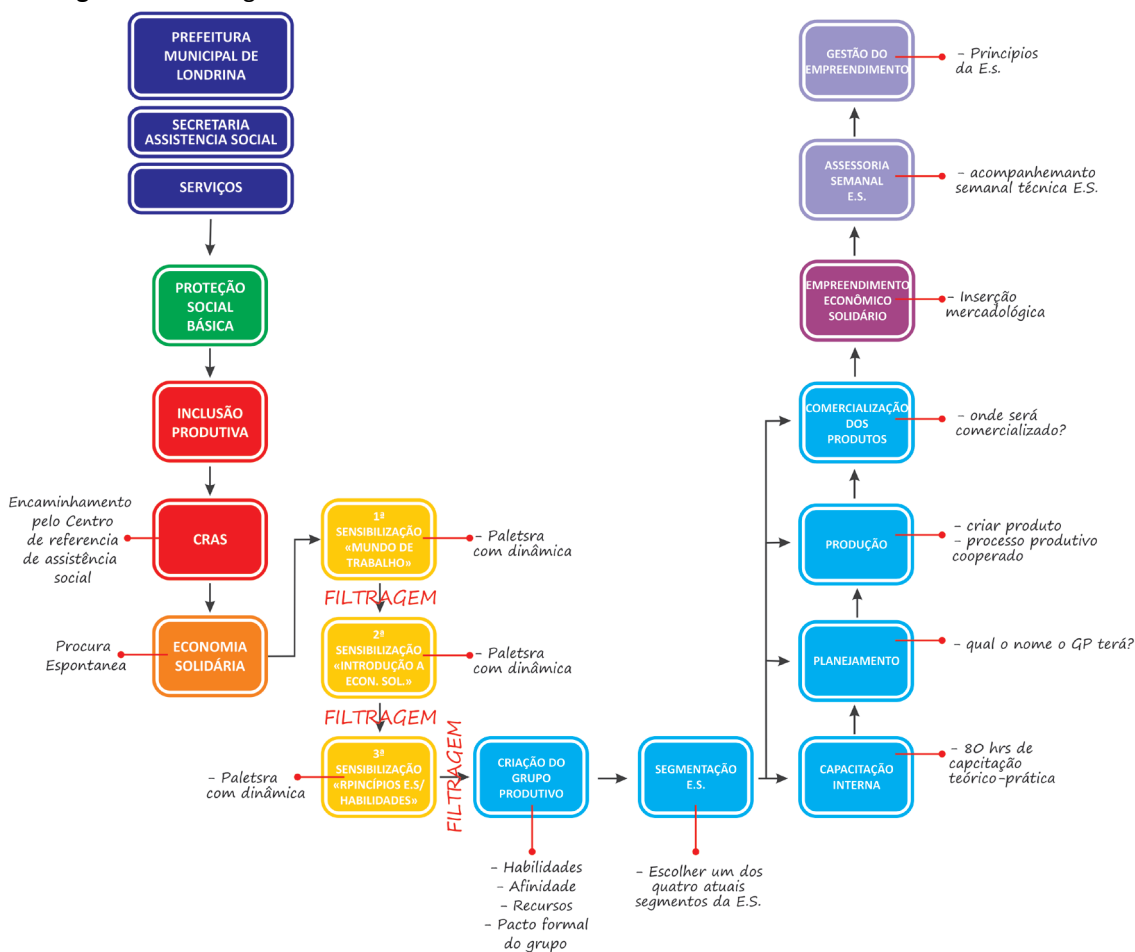 PREFEITURA
MUNICIPAL DE
LONDRINA
SECRETARIA
ASSISTENCIA SOCIAL
SERVIÇOS
PROTEÇÃO
SOCIAL
BÁSICA
INCLUSÃO
PRODUTIVA
Encaminhamento
pelo Centro
de referencia
de assistência
social
CRAS
Procura
Espontanea
ECONOMIA
SOLIDÁRIA
1ª
SENSIBILIZAÇÃO
«MUNDO DE
TRABALHO»
- Paletsra
com dinâmica
FILTRAGEM
2ª
SENSIBILIZAÇÃO
«INTRODUÇÃO A
ECON. SOL.»
- Paletsra
com dinâmica
FILTRAGEM
3ª
SENSIBILIZAÇÃO
«RPINCÍPIOS E.S/
HABILIDADES»
- Paletsra
com dinâmica
FILTRAGEM
CRIAÇÃO DO
GRUPO
PRODUTIVO
- Habilidades
- Afinidade
- Recursos
- Pacto formal
do grupo
SEGMENTAÇÃO
E.S.
- Escolher um dos
quatro atuais
segmentos da E.S.
CAPACITAÇÃO
INTERNA
- 80 hrs de
capcitação
teórico-prática
PLANEJAMENTO
- qual o nome o GP terá?
PRODUÇÃO
- criar produto
- processo produtivo
cooperado
COMERCIALIZAÇÃO
DOS
PRODUTOS
- onde será
comercializado?
EMPREENDIMENTO
ECONÔMICO
SOLIDÁRIO
- Inserção
mercadológica
ASSESSORIA
SEMANAL
E.S.
- acompanhemanto
semanal técnica E.S.
GESTÃO DO
EMPREENDIMENTO
- Princípios
da E.s.